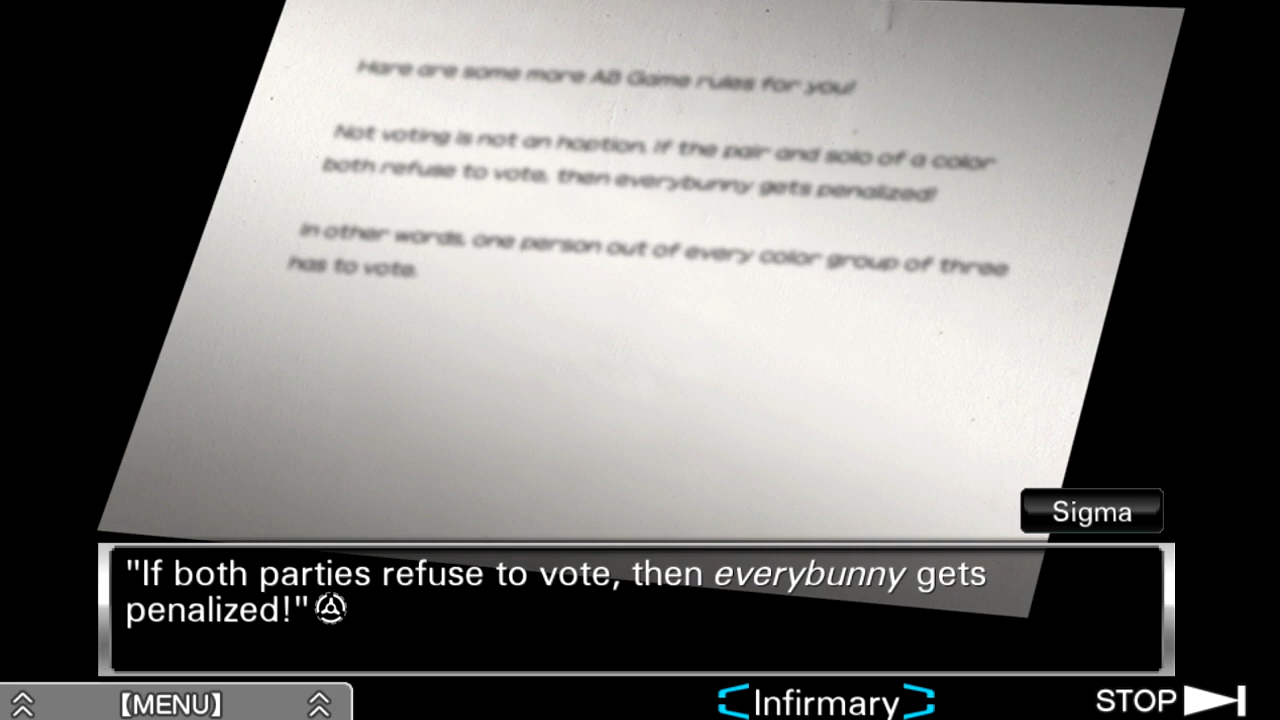 Hare are some more AB Game rules for you!
Not voting is not an hoption. If the pair and solo of a color
both refuse to vote, then everybunny gets penalized!
In other words, one person out of every color group of three
has to vote.
Sigma
"If both parties refuse to vote, then everybunny gets
penalized!"
【MENU】
Infirmary
STOP